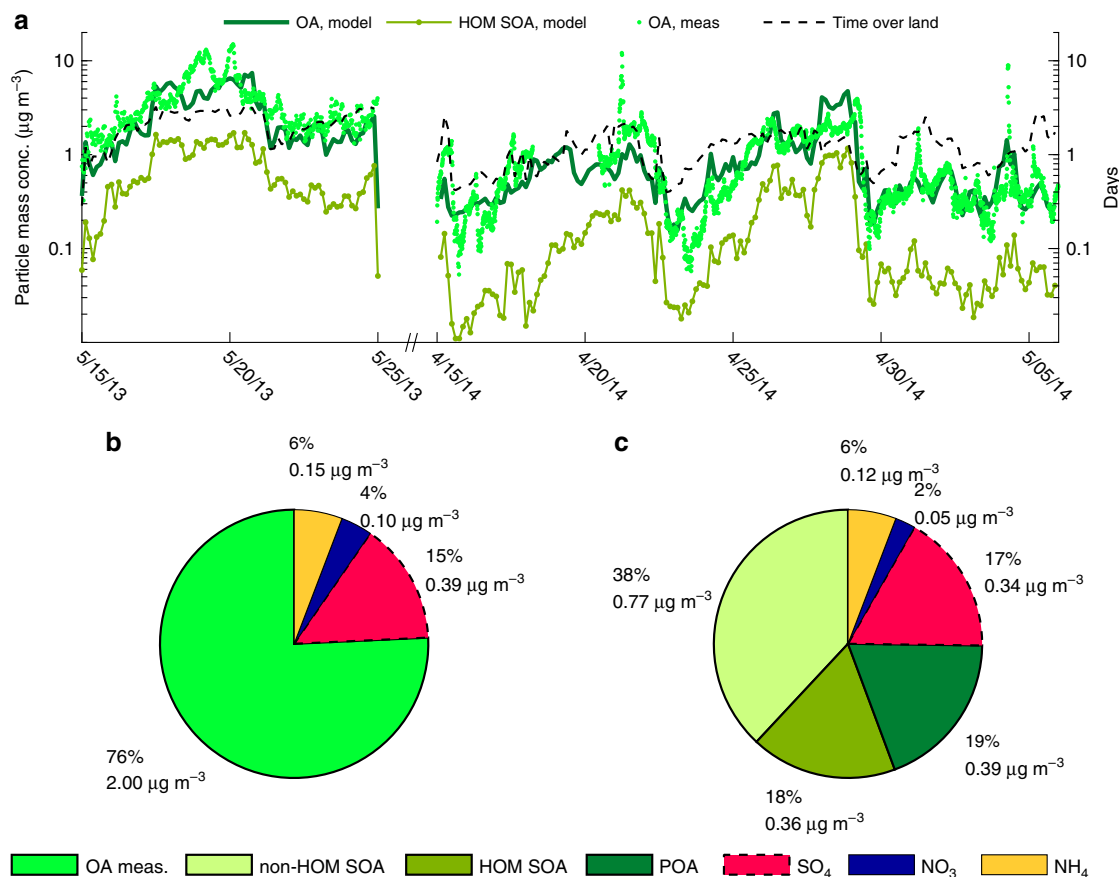 a
OA, model
HOM SOA, model
OA, meas
Time over land
Particle mass conc. (μg m⁻³)
10
1
0.1
10
1
0.1
Days
5/15/13
5/20/13
5/25/13
//
4/15/14
4/20/14
4/25/14
4/30/14
5/05/14
b
6%
0.15 μg m⁻³
4%
0.10 μg m⁻³
15%
0.39 μg m⁻³
76%
2.00 μg m⁻³
c
6%
0.12 μg m⁻³
2%
0.05 μg m⁻³
17%
0.34 μg m⁻³
38%
0.77 μg m⁻³
19%
0.39 μg m⁻³
18%
0.36 μg m⁻³
OA meas.
non-HOM SOA
HOM SOA
POA
SO₄
NO₃
NH₄